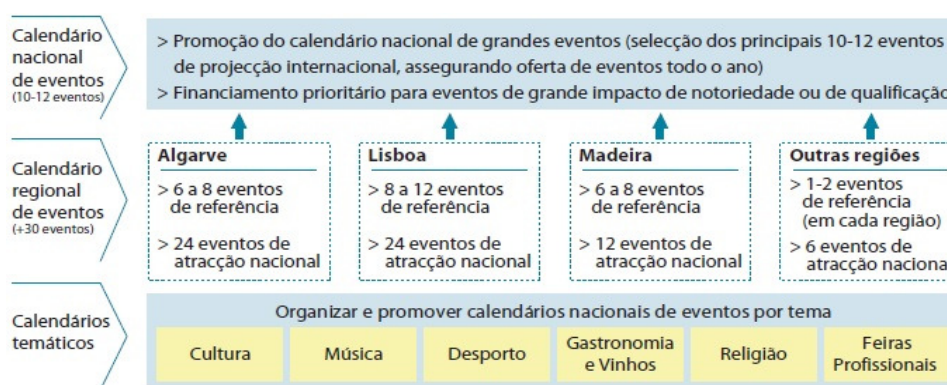 Calendário
nacional
de eventos
(10-12 eventos)
> Promoção do calendário nacional de grandes eventos (selecção dos principais 10-12 eventos
de projecção internacional, assegurando oferta de eventos todo o ano)
> Financiamento prioritário para eventos de grande impacto de notoriedade ou de qualificação
Calendário
regional
de eventos
(+30 eventos)
Algarve
> 6 a 8 eventos
de referência
> 24 eventos de
atracção nacional
Lisboa
> 8 a 12 eventos
de referência
> 24 eventos de
atracção nacional
Madeira
> 6 a 8 eventos
de referência
> 12 eventos de
atracção nacional
Outras regiões
> 1-2 eventos
de referência
(em cada região)
> 6 eventos de
atracção naciona
Calendários
temáticos
Organizar e promover calendários nacionais de eventos por tema
Cultura
Música
Desporto
Gastronomia
e Vinhos
Religião
Feiras
Profissionais